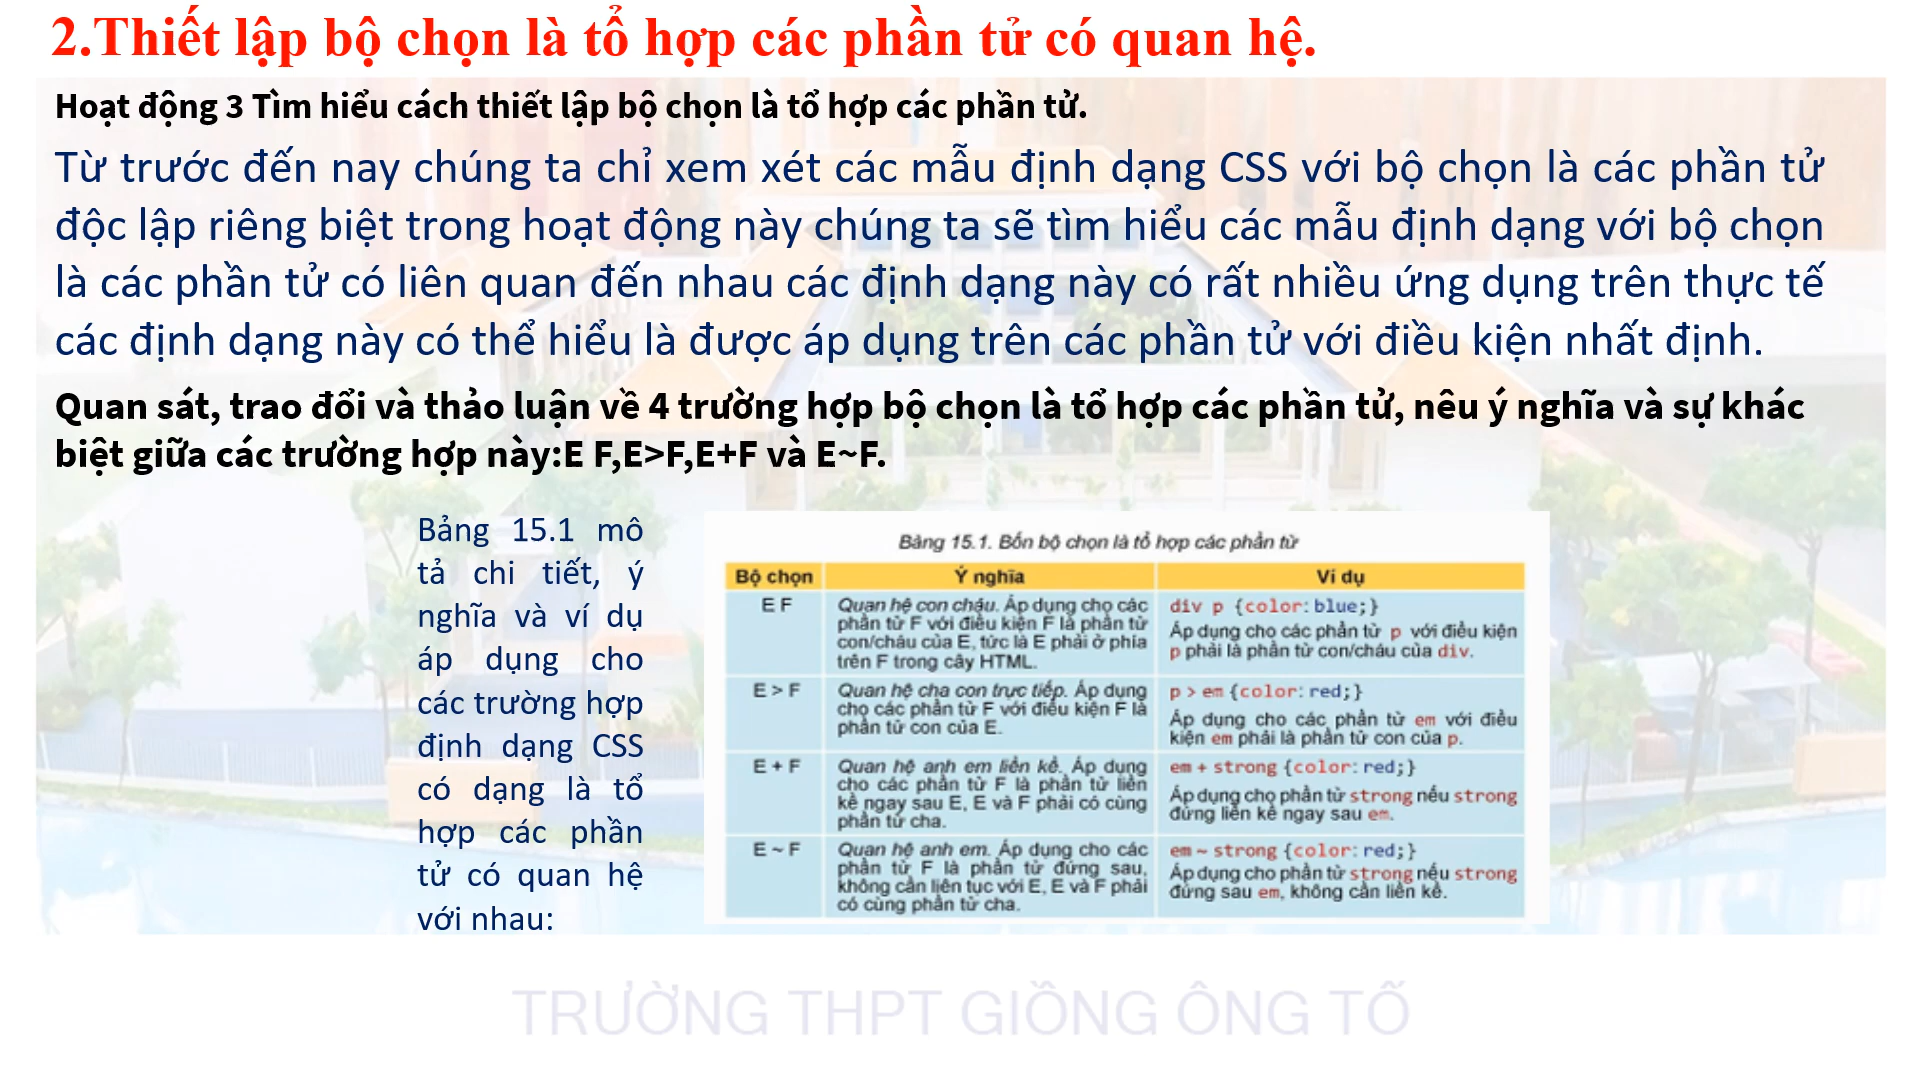 2.Thiết lập bộ chọn là tổ hợp các phần tử có quan hệ.
Hoạt động 3 Tìm hiểu cách thiết lập bộ chọn là tổ hợp các phần tử.
Từ trước đến nay chúng ta chỉ xem xét các mẫu định dạng CSS với bộ chọn là các phần tử
độc lập riêng biệt trong hoạt động này chúng ta sẽ tìm hiểu các mẫu định dạng với bộ chọn
là các phần tử có liên quan đến nhau các định dạng này có rất nhiều ứng dụng trên thực tế
các định dạng này có thể hiểu là được áp dụng trên các phần tử với điều kiện nhất định.
Quan sát, trao đổi và thảo luận về 4 trường hợp bộ chọn là tổ hợp các phần tử, nêu ý nghĩa và sự khác
biệt giữa các trường hợp này:E F,E>F,E+F và E~F.
Bảng 15.1 mô
tả chi tiết, ý
nghĩa và ví dụ
áp dụng cho
các trường hợp
định dạng CSS
có dạng là tổ
hợp các phần
tử có quan hệ
với nhau:
Bảng 15.1. Bốn bộ chọn là tổ hợp các phần tử
Bộ chọn Ý nghĩa Ví dụ
E F
Quan hệ con cháu. Áp dụng cho các
phần tử F với điều kiện F là phần tử
con/cháu của E, tức là E phải ở phía
trên F trong cây HTML.
div p {color: blue;}
Áp dụng cho các phần tử p với điều kiện
p phải là phần tử con/cháu của div.
E > F
Quan hệ cha con trực tiếp. Áp dụng
cho các phần tử F với điều kiện F là
phần tử con của E.
p > em {color: red;}
Áp dụng cho các phần tử em với điều
kiện em phải là phần tử con của p.
E + F
Quan hệ anh em liền kề. Áp dụng
cho các phần tử F là phần tử liền
kề ngay sau E, E và F phải có cùng
phần tử cha.
em + strong {color: red;}
Áp dụng cho phần tử strong nếu strong
đứng liền kề ngay sau em.
E ~ F
Quan hệ anh em. Áp dụng cho các
phần tử F là phần tử đứng sau,
không cần liên tục với E, E và F phải
có cùng phần tử cha.
em ~ strong {color: red;}
Áp dụng cho phần tử strong nếu strong
đứng sau em, không cần liền kề.
TRƯỜNG THPT GIỒNG ÔNG TỐ